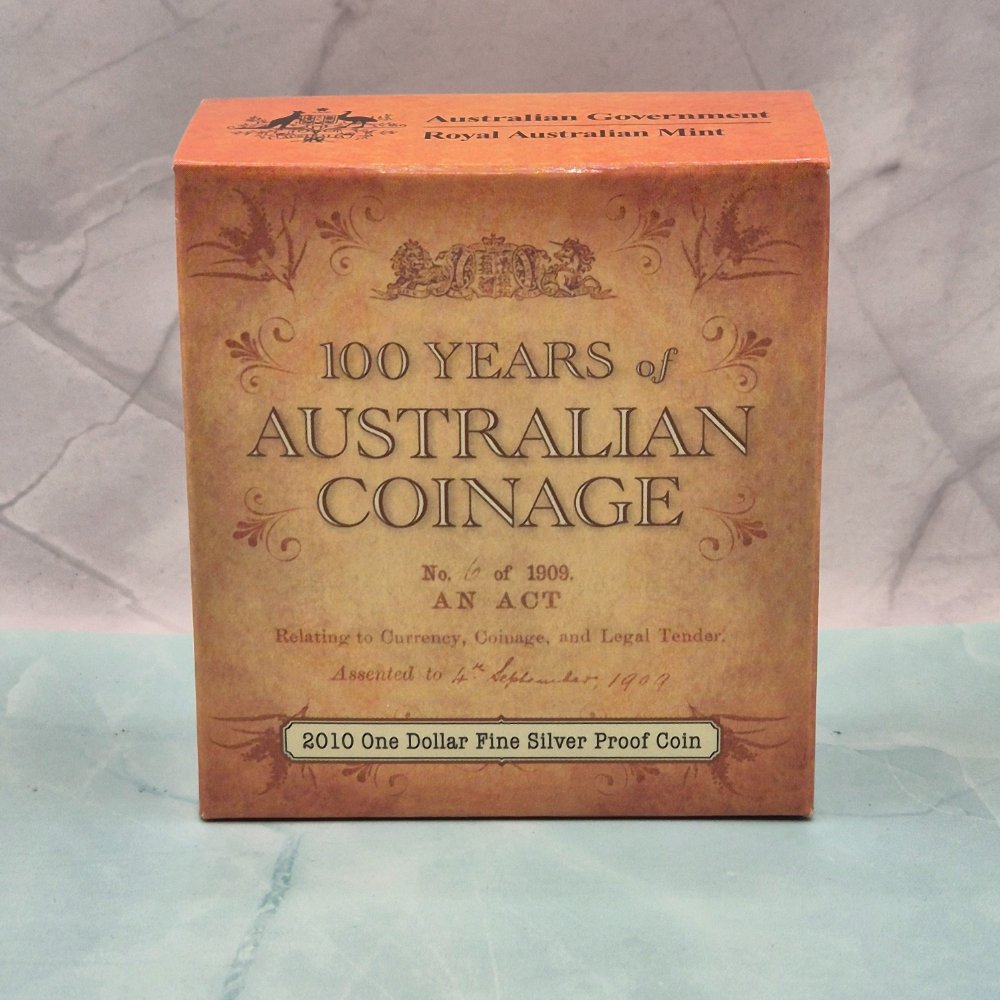 Australian Government
Royal Australian Mint
100 YEARS of
AUSTRALIAN
COINAGE
No. 6 of 1909.
AN ACT
Relating to Currency, Coinage, and Legal Tender.
Assented to 4th September, 1909
2010 One Dollar Fine Silver Proof Coin